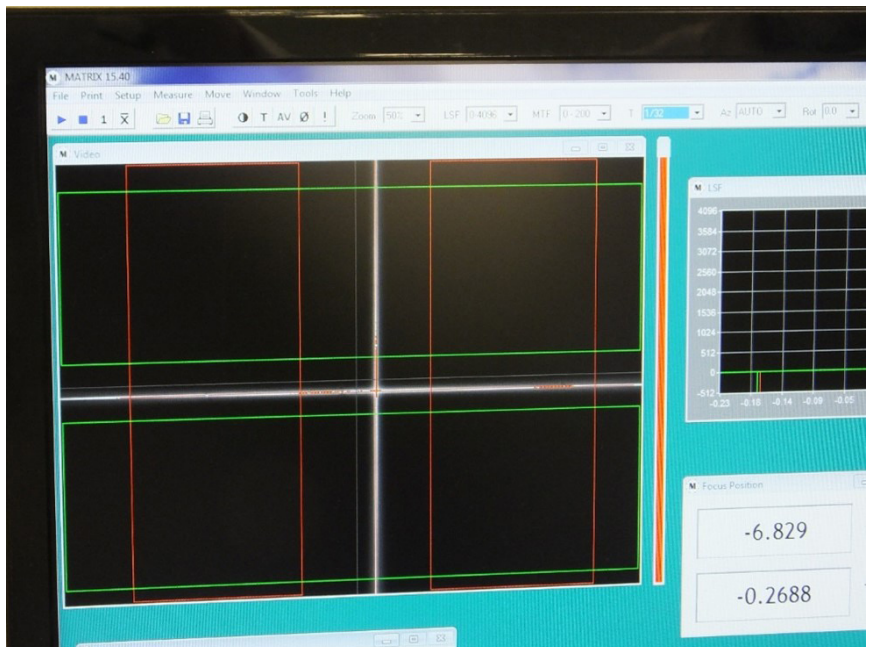 M MATRIX 15.40
File Print Setup Measure Move Window Tools Help
1 X T AV Ø ! Zoom 50% LSF 0-4096 MTF 0-200 T 1/32 Az AUTO Rot 0.0
M Video
M LSF
4096
3584
3072
2560
2048
1536
1024
512
0
-512
-0.23 -0.18 -0.14 -0.09 -0.05
M Focus Position
-6.829
-0.2688